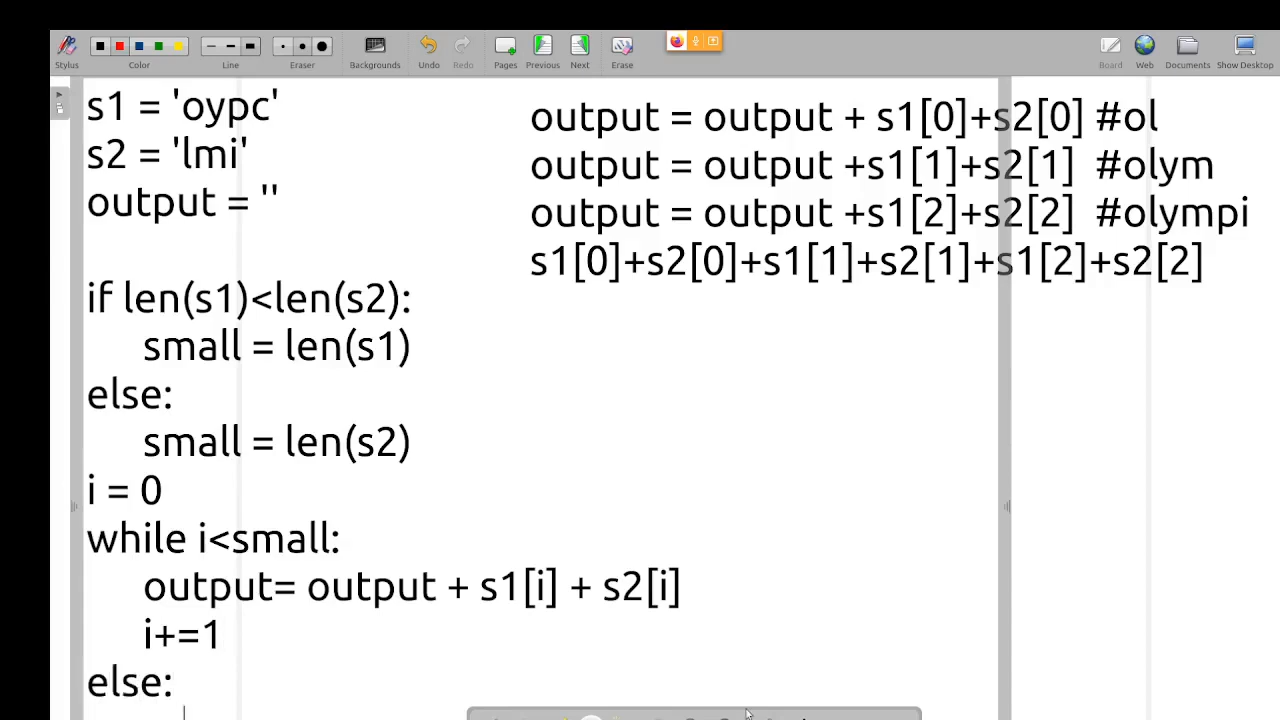 Stylus Color Line Eraser Backgrounds Undo Redo Pages Previous Next Erase Board Web Documents Show Desktop
s1 = 'oypc'
s2 = 'lmi'
output = ''
if len(s1)<len(s2):
small = len(s1)
else:
small = len(s2)
i = 0
while i<small:
output= output + s1[i] + s2[i]
i+=1
else:
output = output + s1[0]+s2[0] #ol
output = output +s1[1]+s2[1] #olym
output = output +s1[2]+s2[2] #olympi
s1[0]+s2[0]+s1[1]+s2[1]+s1[2]+s2[2]